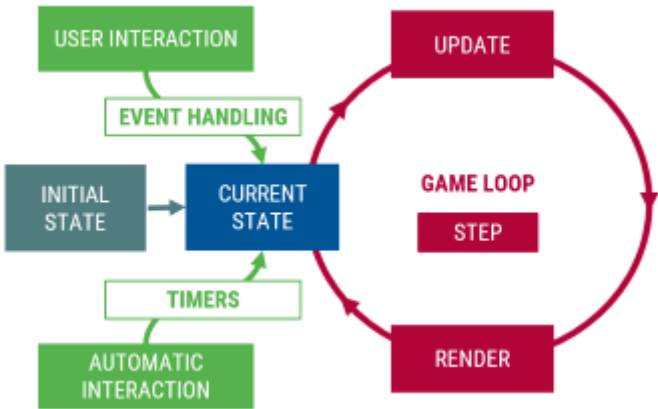 USER INTERACTION
UPDATE
EVENT HANDLING
INITIAL
STATE
CURRENT
STATE
GAME LOOP
STEP
TIMERS
AUTOMATIC
INTERACTION
RENDER